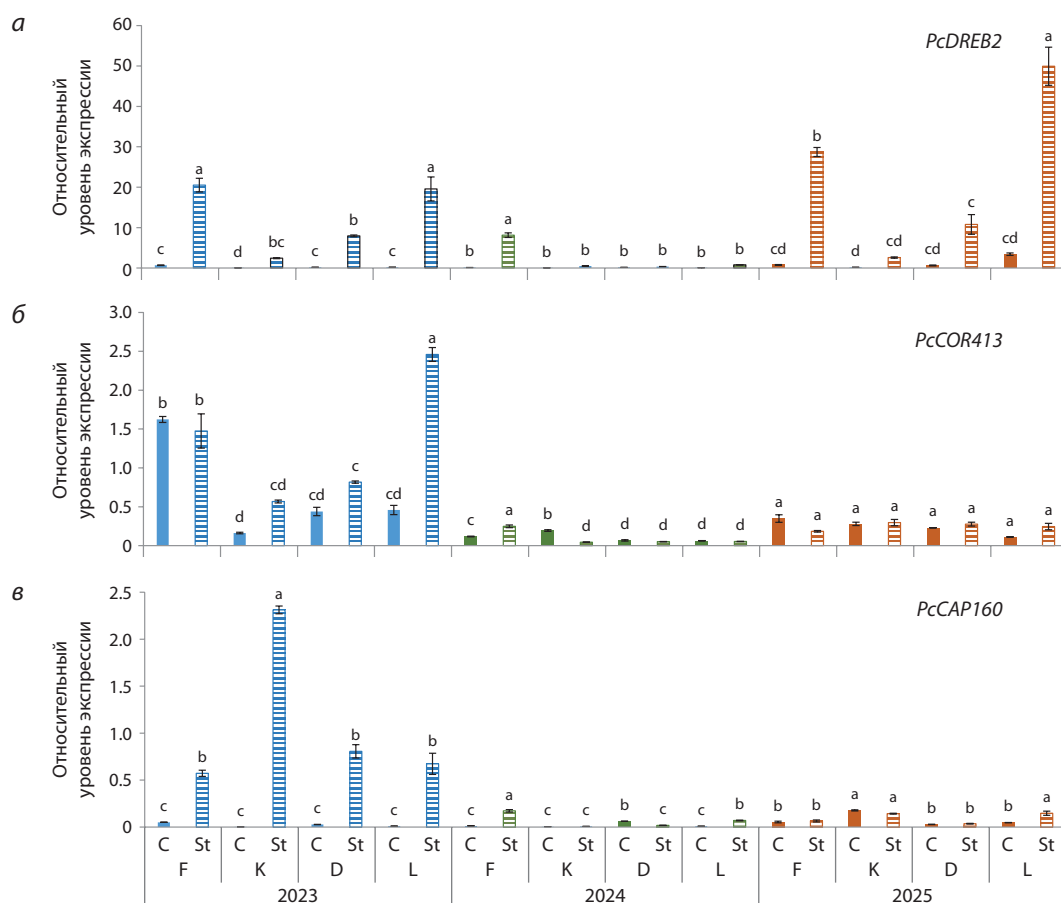 а
Относительный
уровень экспрессии
60
50
40
30
20
10
0
PcDREB2
c a d bc c b c a b a b b b b b b cd b d cd cd c cd a
б
Относительный
уровень экспрессии
3.0
2.5
2.0
1.5
1.0
0.5
0
PcCOR413
b b d cd cd c cd a c a b d d d d d a a a a a a a a
в
Относительный
уровень экспрессии
2.5
2.0
1.5
1.0
0.5
0
PcCAP160
c b c a c b c b c a c c b c c b b b a a b b b a
C St C St C St C St C St C St C St C St C St C St C St C St
F K D L F K D L F K D L
2023 2024 2025